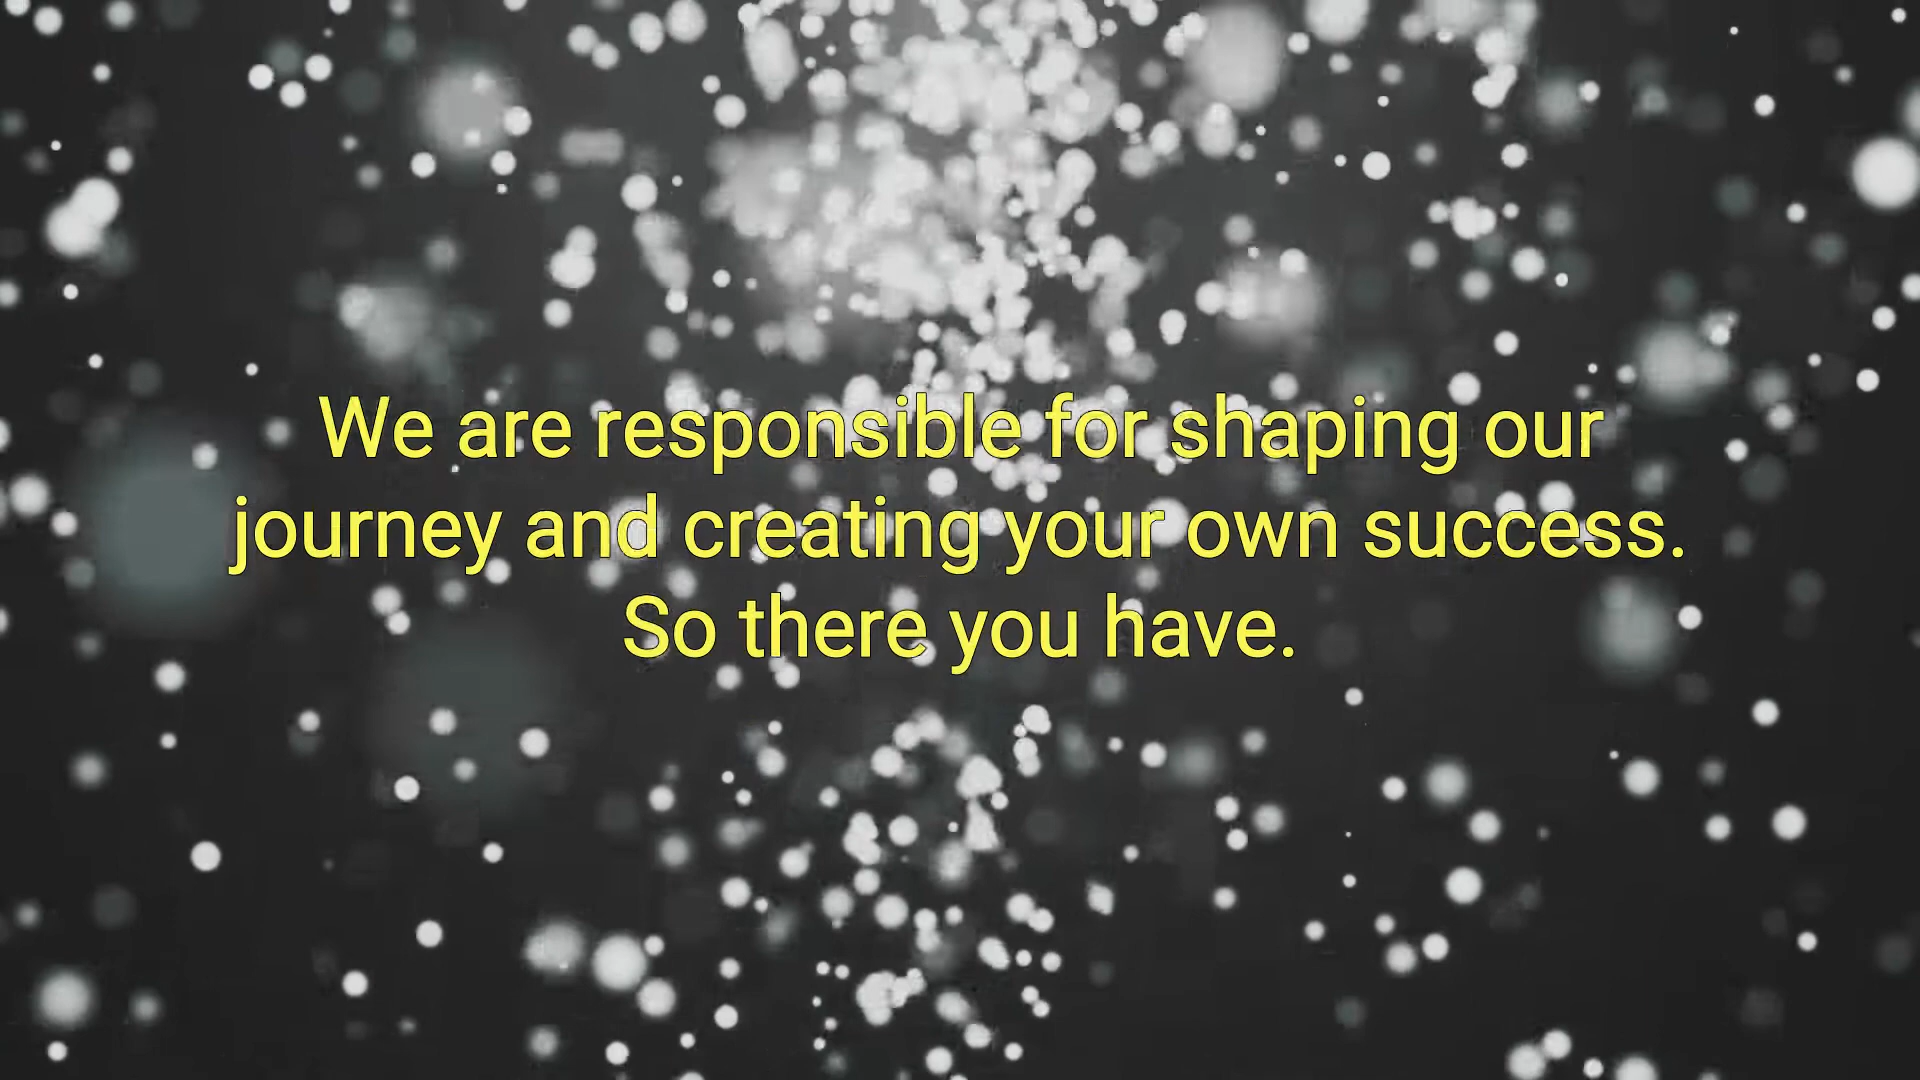 We are responsible for shaping our
journey and creating your own success.
So there you have.